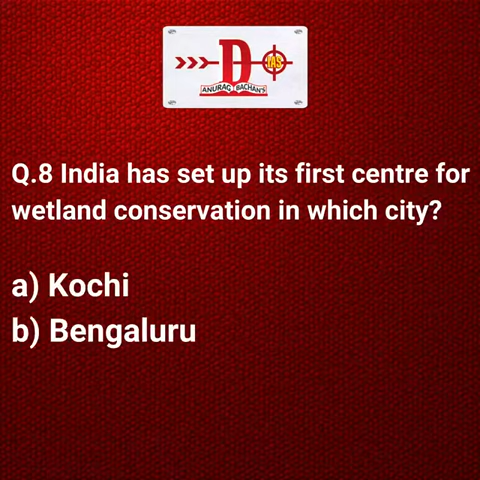 D
IAS
ANURAG BACHAN'S
Q.8 India has set up its first centre for
wetland conservation in which city?
a) Kochi
b) Bengaluru